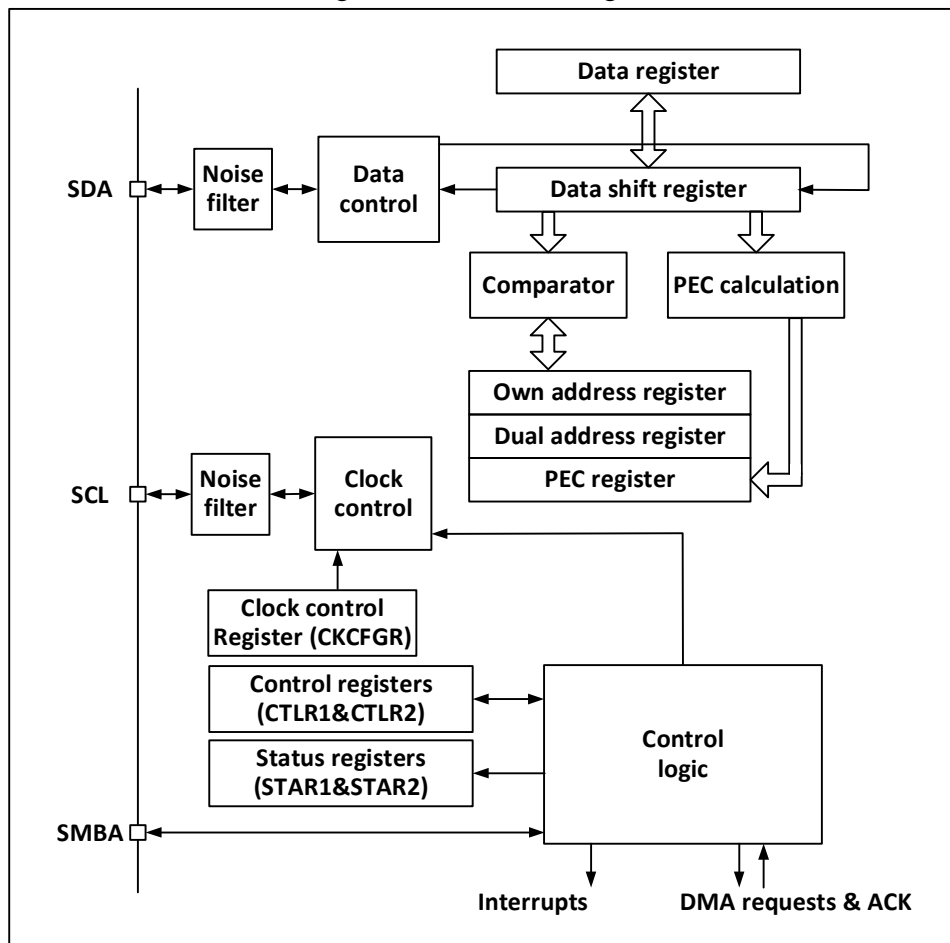 Data register
SDA
Noise
filter
Data
control
Data shift register
Comparator
PEC calculation
Own address register
Dual address register
PEC register
SCL
Noise
filter
Clock
control
Clock control
Register (CKCFGR)
Control registers
(CTLR1&CTLR2)
Status registers
(STAR1&STAR2)
Control
logic
SMBA
Interrupts
DMA requests & ACK